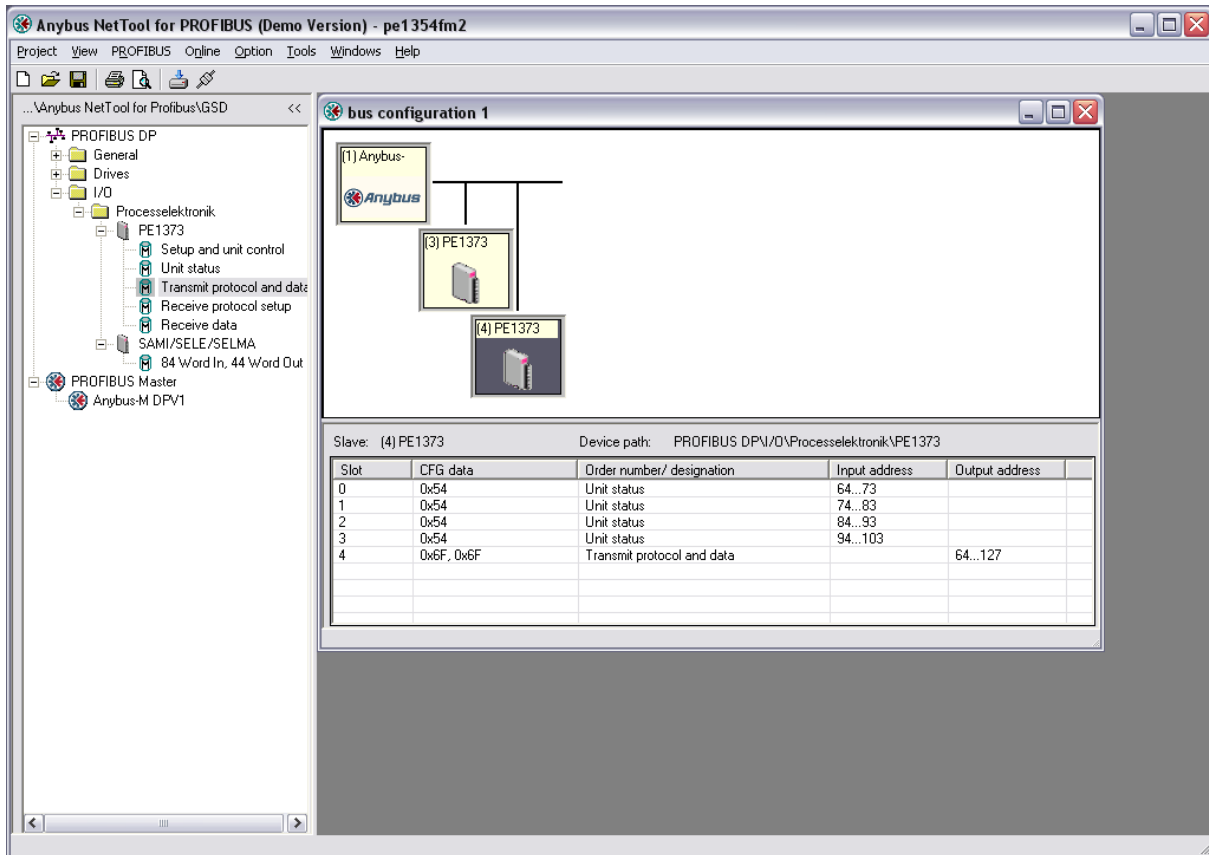 Anybus NetTool for PROFIBUS (Demo Version) - pe1354fm2
Project View PROFIBUS Online Option Tools Windows Help
...\Anybus NetTool for Profibus\GSD <<
PROFIBUS DP
General
Drives
I/O
Processelektronik
PE1373
Setup and unit control
Unit status
Transmit protocol and data
Receive protocol setup
Receive data
SAMI/SELE/SELMA
84 Word In, 44 Word Out
PROFIBUS Master
Anybus-M DPV1
bus configuration 1
(1) Anybus-
Anybus
(3) PE1373
(4) PE1373
Slave: (4) PE1373 Device path: PROFIBUS DP\I/O\Processelektronik\PE1373
Slot CFG data Order number/ designation Input address Output address
0 0x54 Unit status 64...73
1 0x54 Unit status 74...83
2 0x54 Unit status 84...93
3 0x54 Unit status 94...103
4 0x6F, 0x6F Transmit protocol and data 64...127